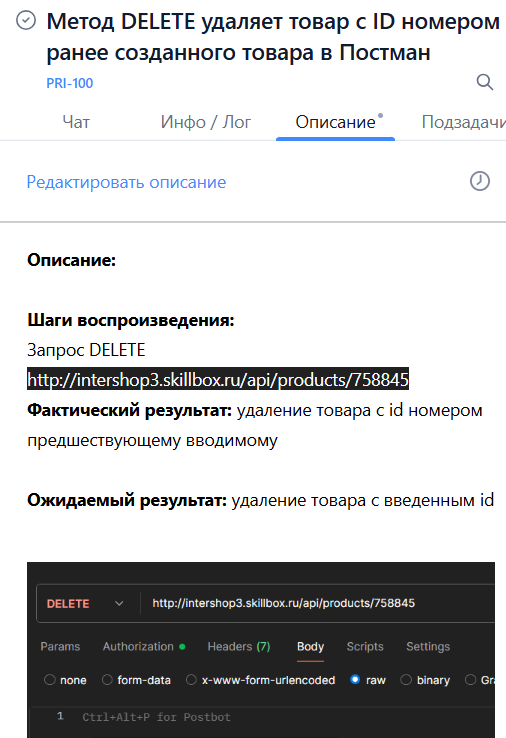 Метод DELETE удаляет товар с ID номером
ранее созданного товара в Постман
PRI-100
Чат Инфо / Лог Описание Подзадачи
Редактировать описание
Описание:
Шаги воспроизведения:
Запрос DELETE
http://intershop3.skillbox.ru/api/products/758845
Фактический результат: удаление товара с id номером
предшествующему вводимому
Ожидаемый результат: удаление товара с введенным id
DELETE http://intershop3.skillbox.ru/api/products/758845
Params Authorization Headers (7) Body Scripts Settings
none form-data x-www-form-urlencoded raw binary Gra
1 Ctrl+Alt+P for Postbot